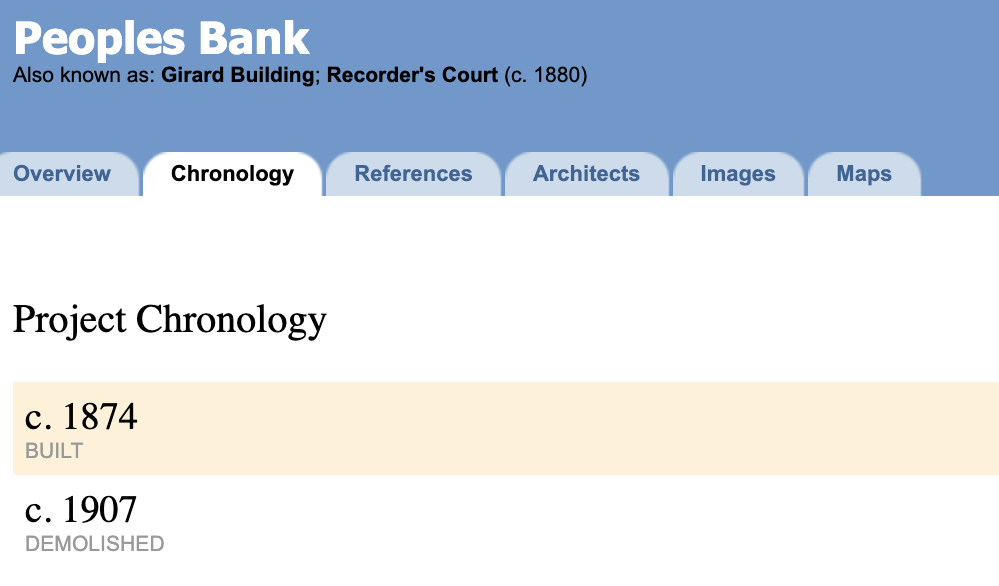 Peoples Bank
Also known as: Girard Building; Recorder's Court (c. 1880)
Overview Chronology References Architects Images Maps
Project Chronology
c. 1874
BUILT
c. 1907
DEMOLISHED